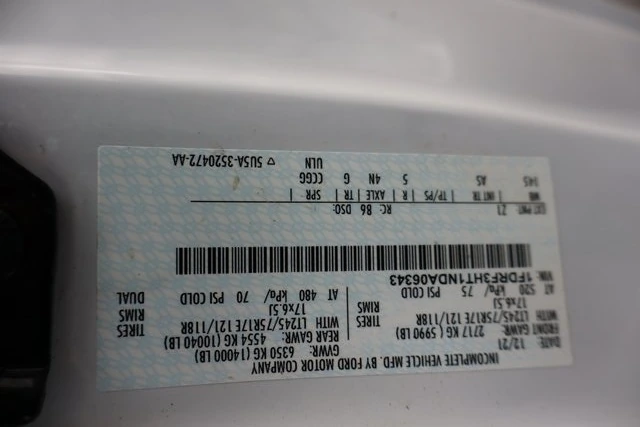 INCOMPLETE VEHICLE MFD. BY FORD MOTOR COMPANY
DATE: 12/21 GVWR: 6350 KG (14000 LB)
FRONT GAWR: 2717 KG (5990 LB) REAR GAWR: 4554 KG (10040 LB)
WITH LT245/75R17E 121/118R TIRES WITH LT245/75R17E 121/118R TIRES
17x6.5J RIMS 17x6.5J RIMS
AT 520 kPa/ 75 PSI COLD AT 480 kPa/ 70 PSI COLD DUAL
VIN: 1FDRF3HT1NDA06343
EXT PNT: Z1 RC: 86 DSO:
WB INT TR TP/PS R AXLE TR SPR
145 AS 5 4N G CCGG
ULN ▽ 5U5A-3520472-AA